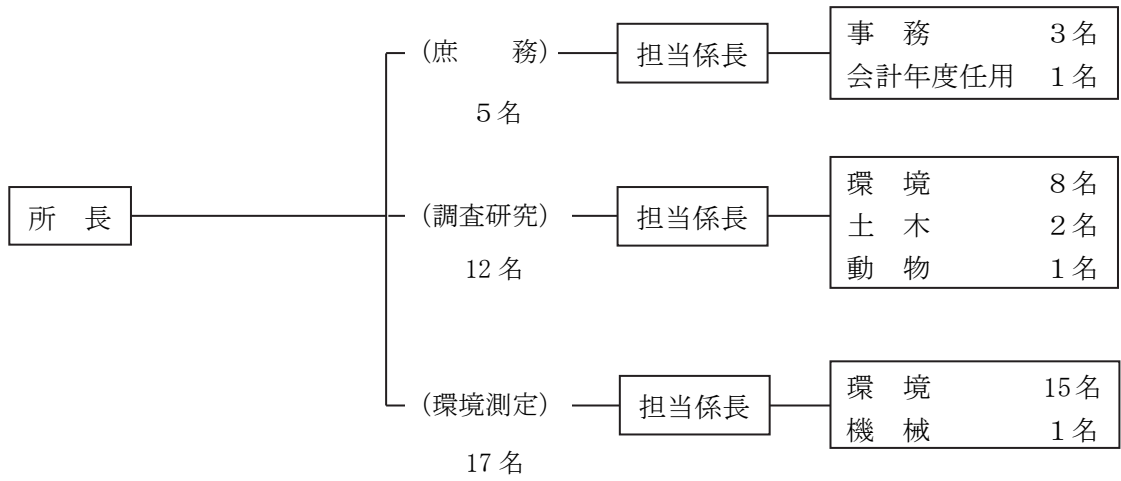 所 長
(庶 務)
5名
担当係長
事 務 3名
会計年度任用 1名
(調査研究)
12名
担当係長
環 境 8名
土 木 2名
動 物 1名
(環境測定)
17名
担当係長
環 境 15名
機 械 1名